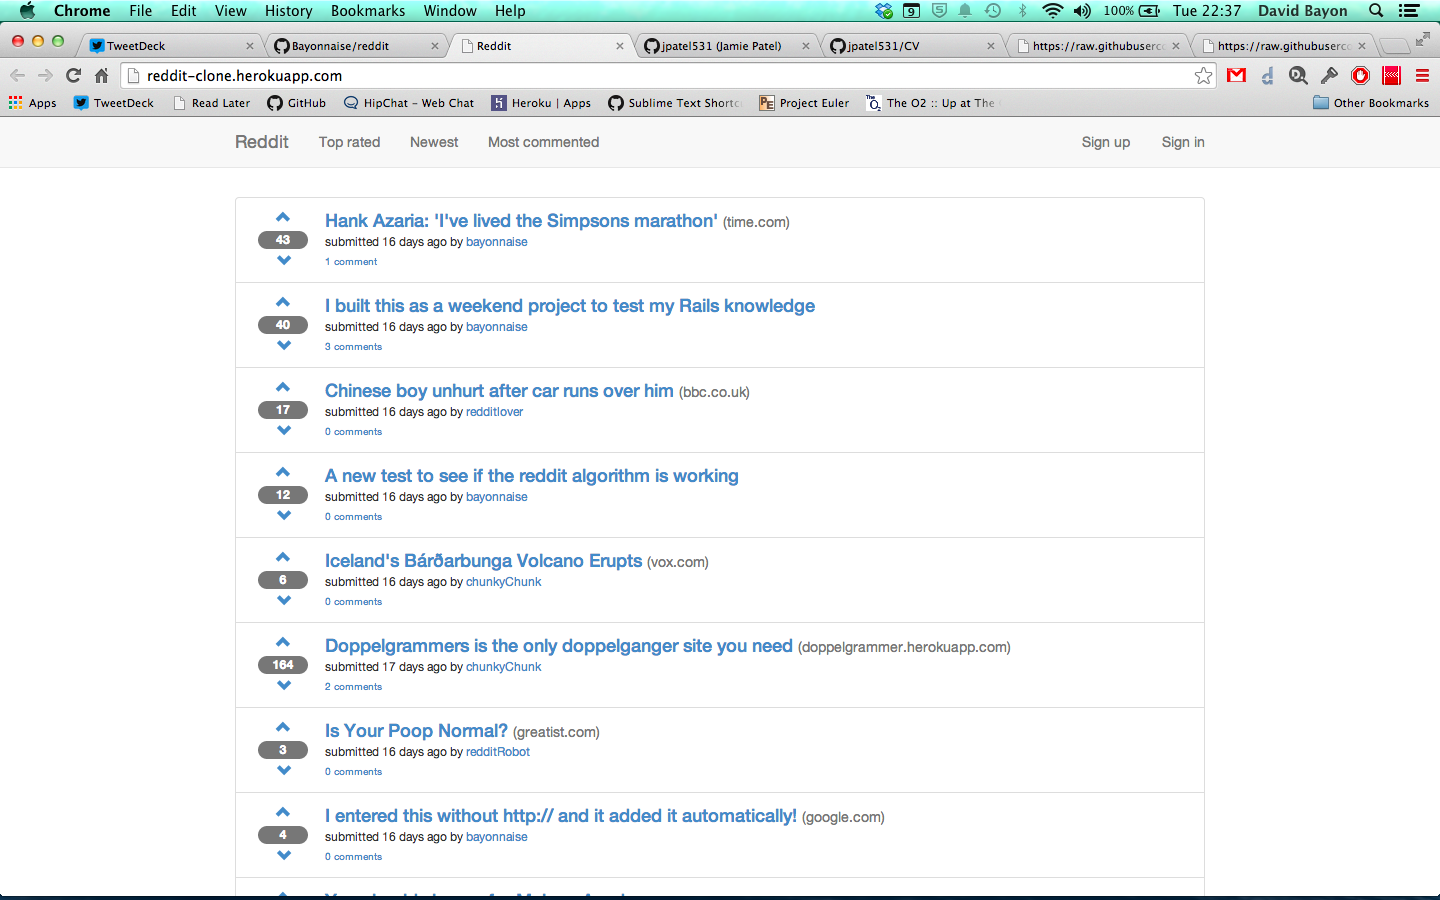 Chrome File Edit View History Bookmarks Window Help 9 100% Tue 22:37 David Bayon
TweetDeck Bayonnaise/reddit Reddit jpatel531 (Jamie Patel) jpatel531/CV https://raw.githubuserco https://raw.githubuserco
reddit-clone.herokuapp.com
Apps TweetDeck Read Later GitHub HipChat - Web Chat Heroku | Apps Sublime Text Shortc Project Euler The O2 :: Up at The Other Bookmarks
Reddit Top rated Newest Most commented Sign up Sign in
Hank Azaria: 'I've lived the Simpsons marathon' (time.com)
43 submitted 16 days ago by bayonnaise
1 comment
I built this as a weekend project to test my Rails knowledge
40 submitted 16 days ago by bayonnaise
3 comments
Chinese boy unhurt after car runs over him (bbc.co.uk)
17 submitted 16 days ago by redditlover
0 comments
A new test to see if the reddit algorithm is working
12 submitted 16 days ago by bayonnaise
0 comments
Iceland's Bárðarbunga Volcano Erupts (vox.com)
6 submitted 16 days ago by chunkyChunk
0 comments
Doppelgrammers is the only doppelganger site you need (doppelgrammer.herokuapp.com)
164 submitted 17 days ago by chunkyChunk
2 comments
Is Your Poop Normal? (greatist.com)
3 submitted 16 days ago by redditRobot
0 comments
I entered this without http:// and it added it automatically! (google.com)
4 submitted 16 days ago by bayonnaise
0 comments